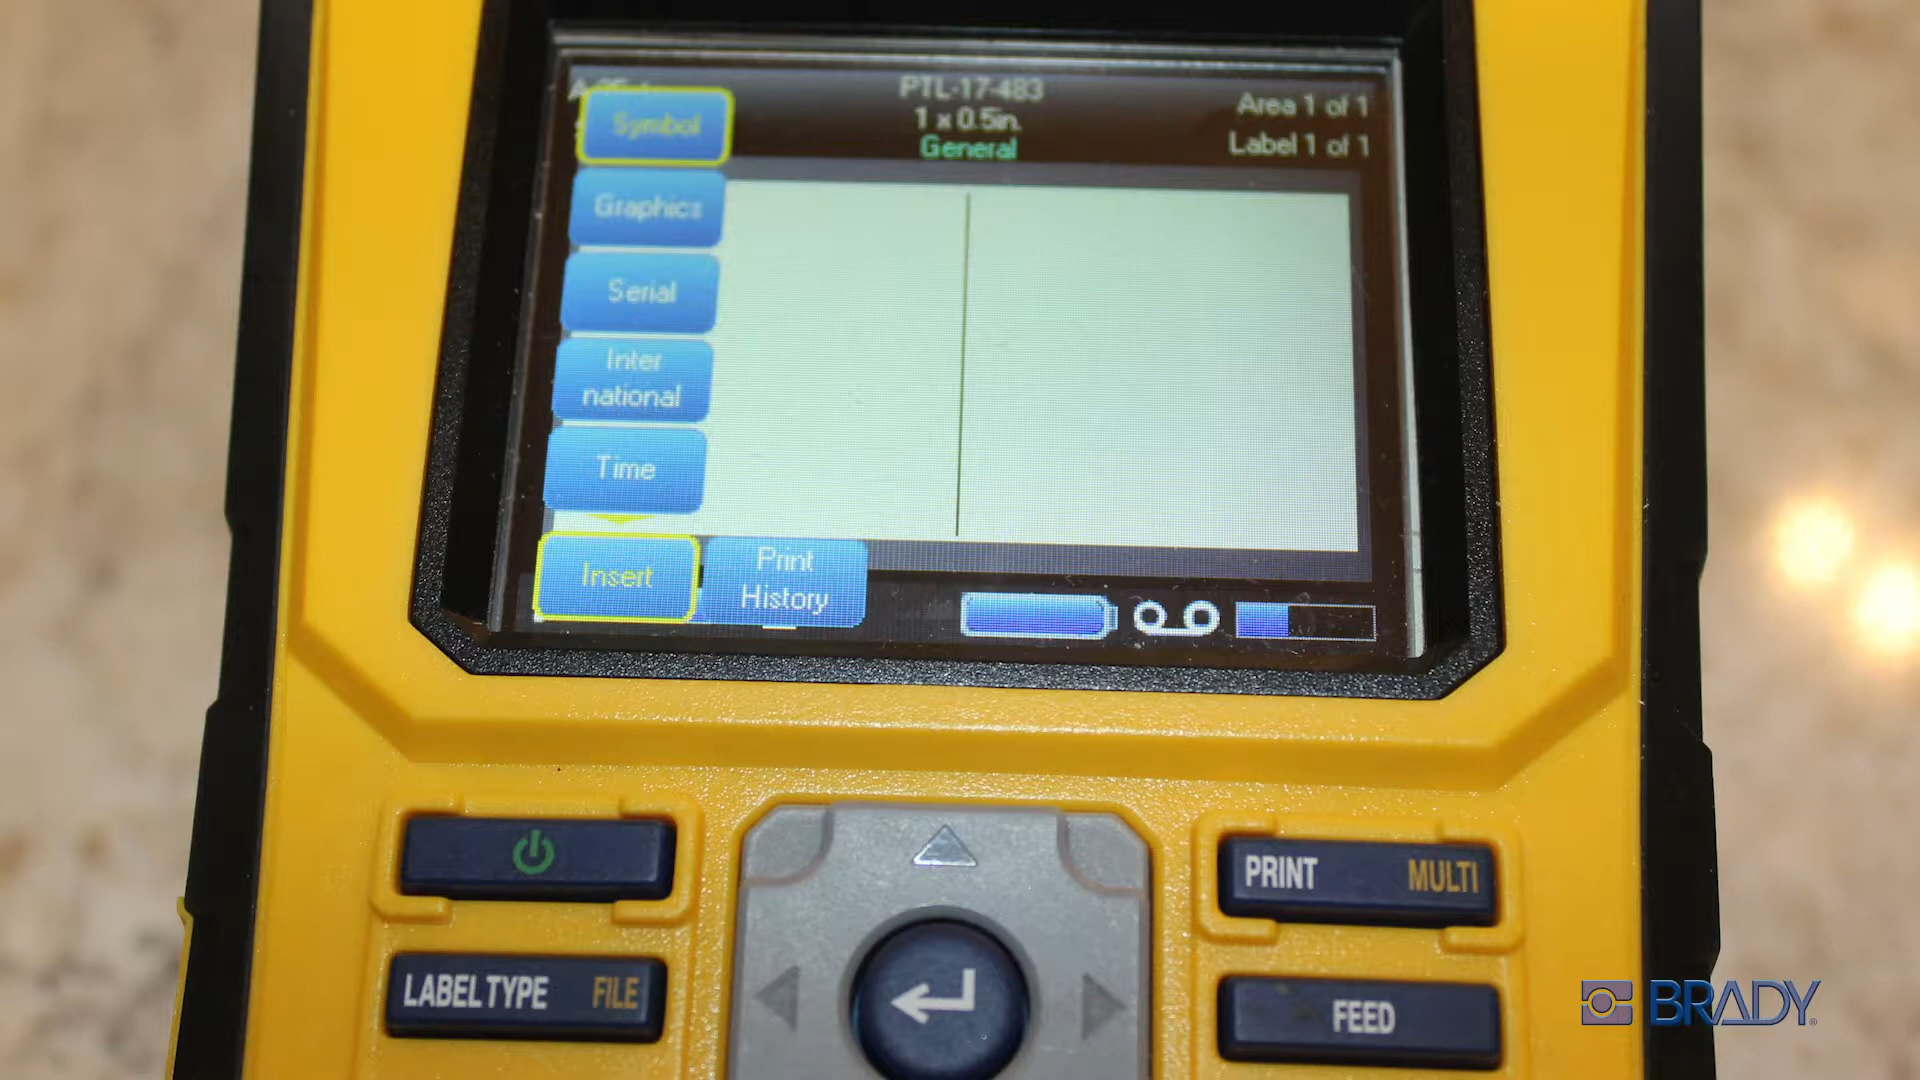 PTL-17-483
1 x 0.5in.
General
Area 1 of 1
Label 1 of 1
Symbol
Graphics
Serial
Inter
national
Time
Insert
Print
History
PRINT MULTI
LABEL TYPE FILE
FEED
BRADY